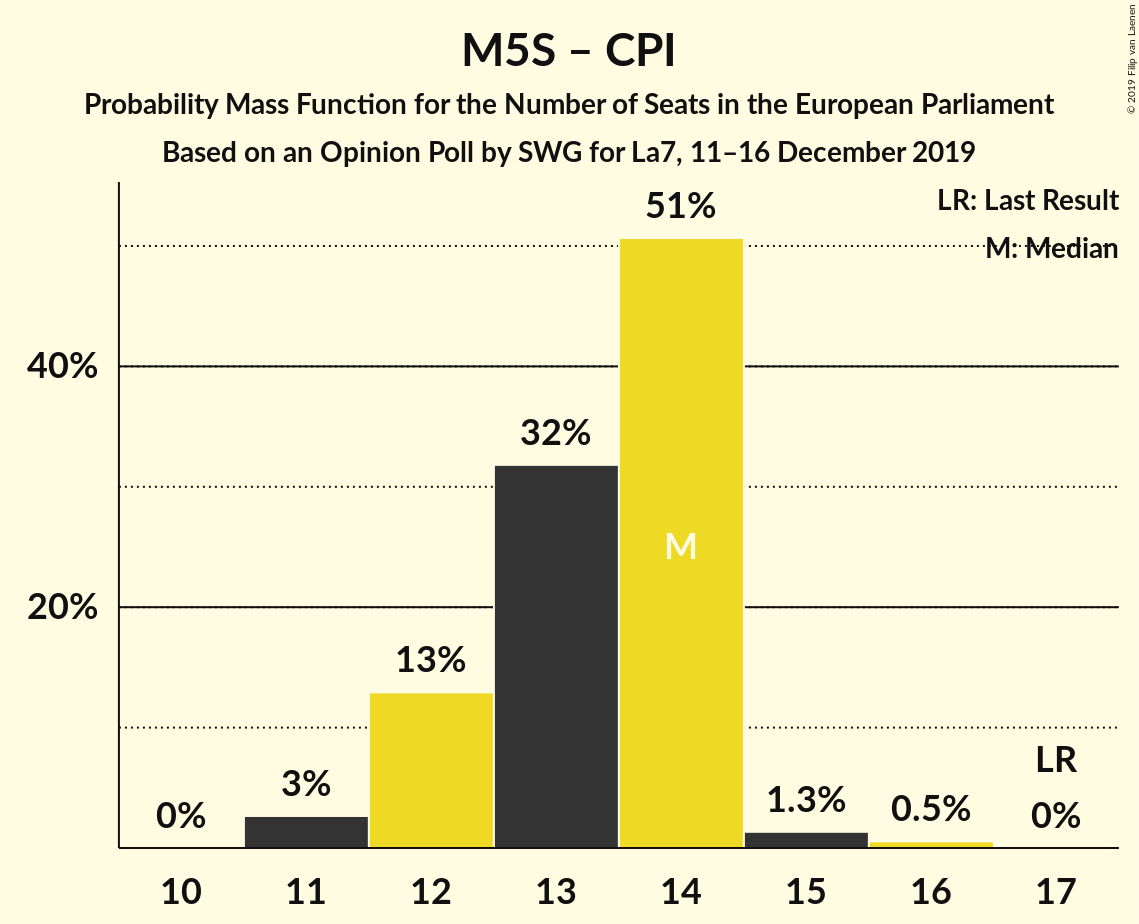 M5S – CPI
Probability Mass Function for the Number of Seats in the European Parliament
Based on an Opinion Poll by SWG for La7, 11–16 December 2019
© 2019 Filip van Laenen
LR: Last Result
M: Median
51%
40%
32%
M
20%
13%
LR
3%
1.3%
0.5%
0%
0%
10 11 12 13 14 15 16 17